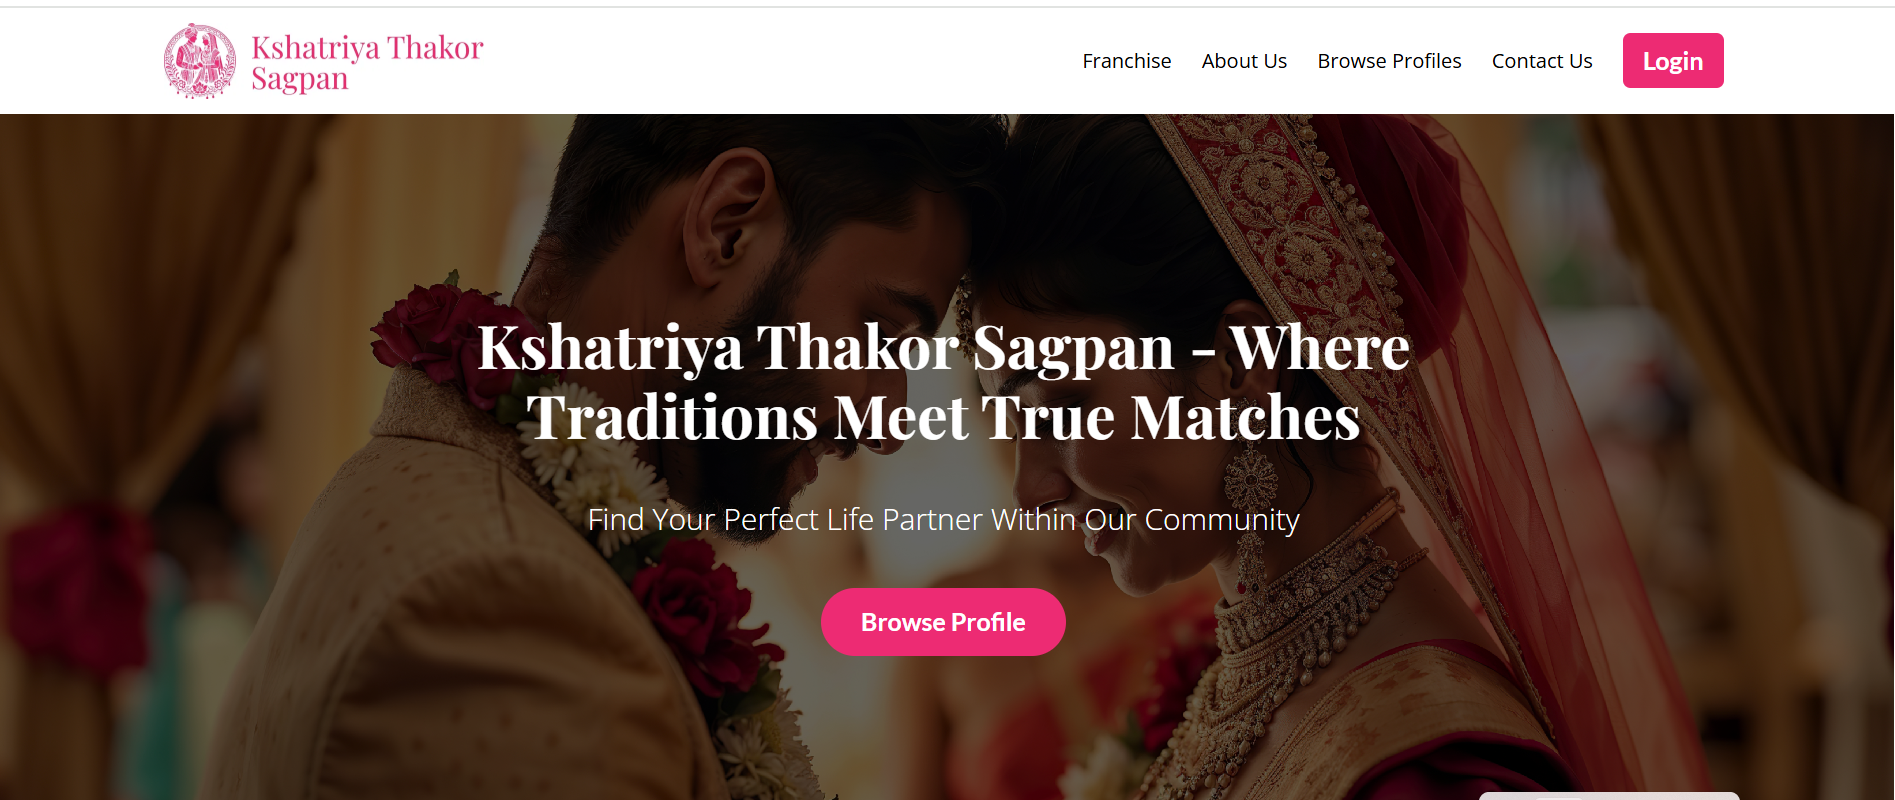 Kshatriya Thakor
Sagpan
Franchise
About Us
Browse Profiles
Contact Us
Login
Kshatriya Thakor Sagpan - Where
Traditions Meet True Matches
Find Your Perfect Life Partner Within Our Community
Browse Profile